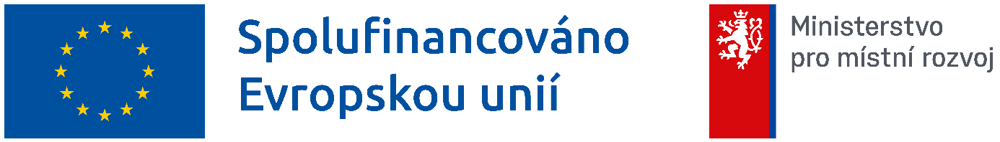 Spolufinancováno
Evropskou unií
Ministerstvo
pro místní rozvoj